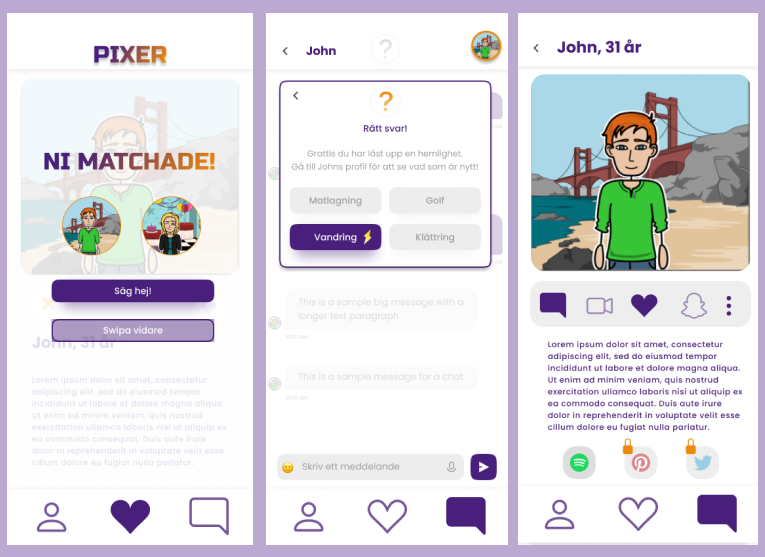 PIXER
NI MATCHADE!
Säg hej!
Swipa vidare
John, 31 år
Lorem ipsum dolor sit amet, consectetur
adipiscing elit, sed do eiusmod tempor
incididunt ut labore et dolore magna aliqua.
Ut enim ad minim veniam, quis nostrud
exercitation ullamco laboris nisi ut aliquip ex
ea commodo consequat. Duis aute irure
dolor in reprehenderit in voluptate velit esse
cillum dolore eu fugiat nulla pariatur.
John
?
?
Rätt svar!
Grattis du har låst upp en hemlighet.
Gå till Johns profil för att se vad som är nytt!
Matlagning
Golf
Vandring
Klättring
This is a sample big message with a
longer text paragraph
This is a sample message for a chat
Skriv ett meddelande
John, 31 år
Lorem ipsum dolor sit amet, consectetur
adipiscing elit, sed do eiusmod tempor
incididunt ut labore et dolore magna aliqua.
Ut enim ad minim veniam, quis nostrud
exercitation ullamco laboris nisi ut aliquip ex
ea commodo consequat. Duis aute irure
dolor in reprehenderit in voluptate velit esse
cillum dolore eu fugiat nulla pariatur.